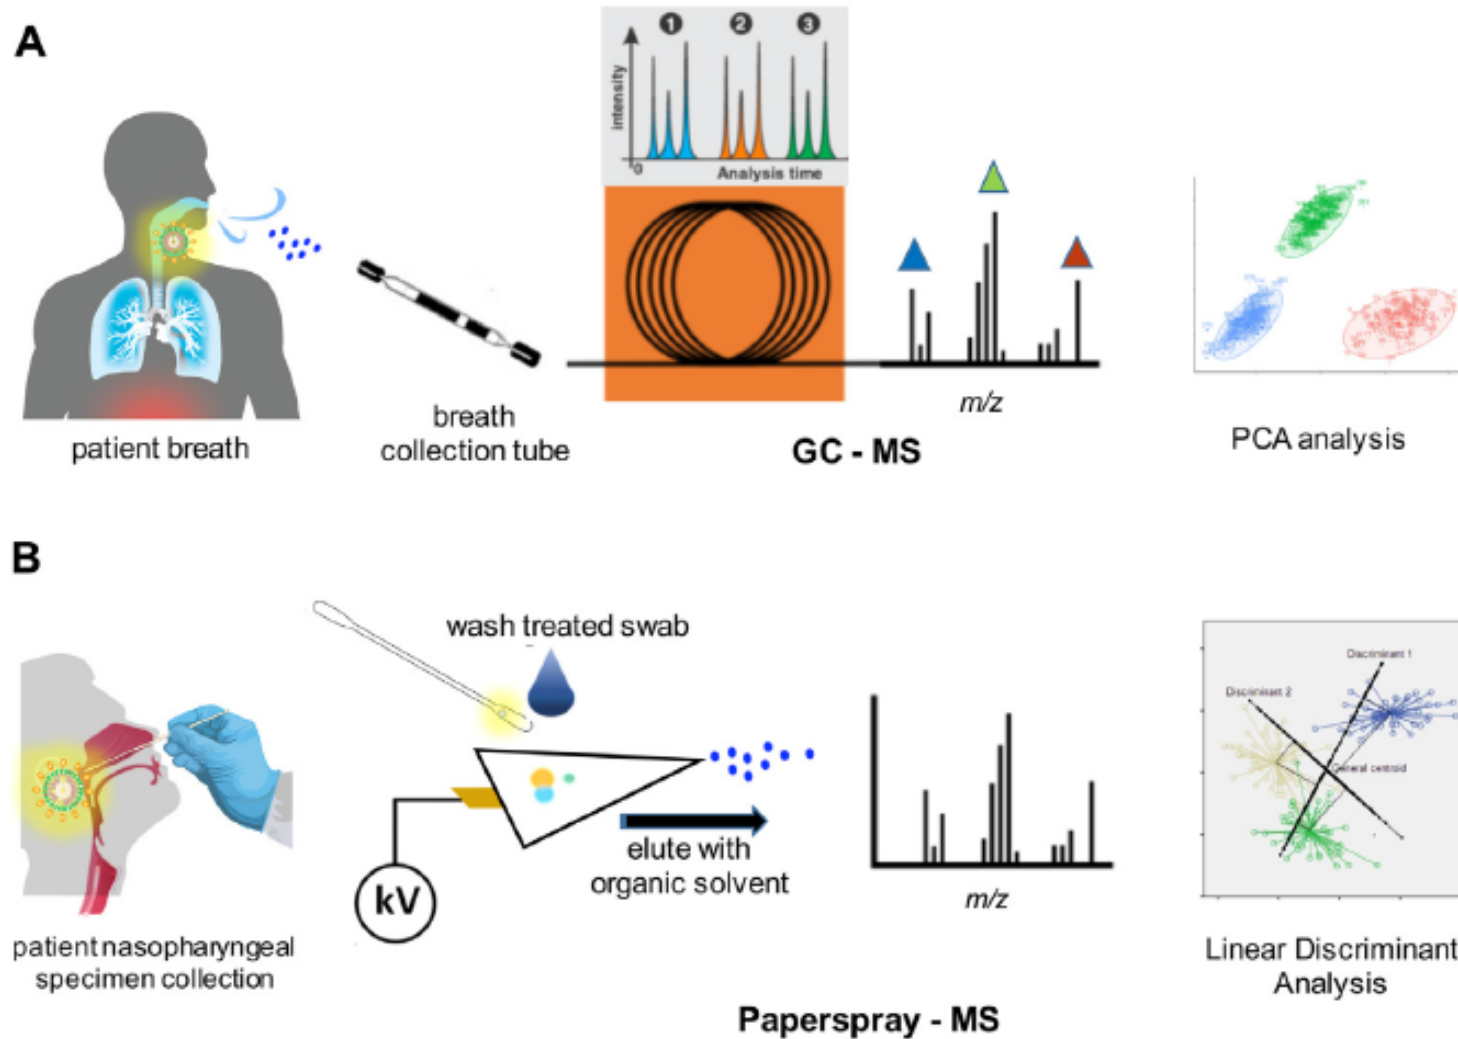 A
1 2 3
intensity
0
Analysis time
m/z
patient breath
breath
collection tube
GC - MS
PCA analysis
B
wash treated swab
kV
elute with
organic solvent
m/z
Discriminant 1
Discriminant 2
General centroid
patient nasopharyngeal
specimen collection
Linear Discriminant
Analysis
Paperspray - MS